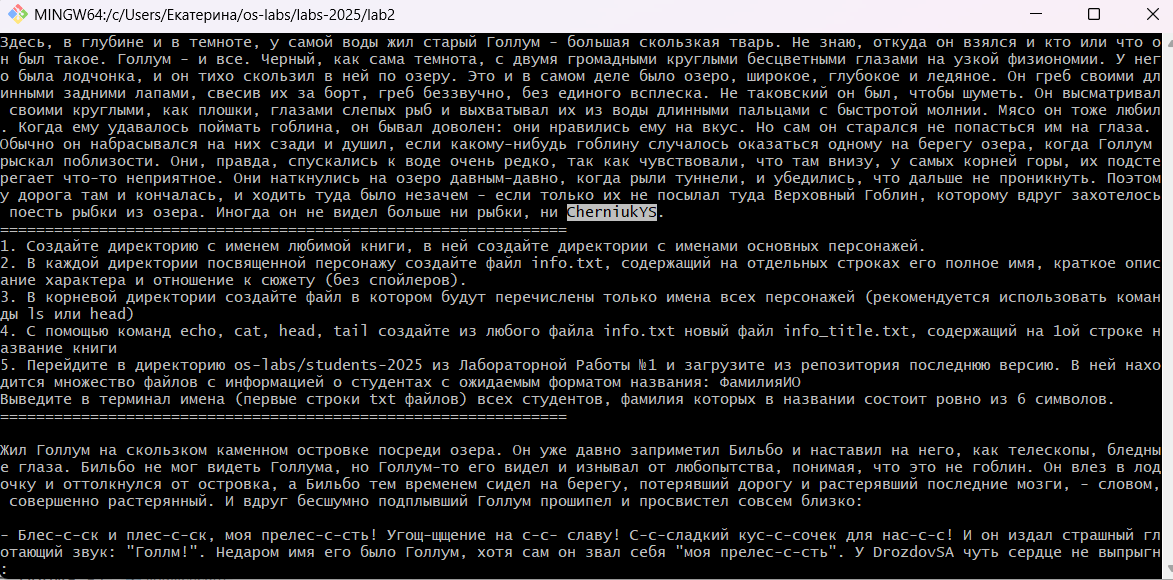 MINGW64:/c/Users/Екатерина/os-labs/labs-2025/lab2
Здесь, в глубине и в темноте, у самой воды жил старый Голлум - большая скользкая тварь. Не знаю, откуда он взялся и кто или что о
н был такое. Голлум - и все. Черный, как сама темнота, с двумя громадными круглыми бесцветными глазами на узкой физиономии. У нег
о была лодчонка, и он тихо скользил в ней по озеру. Это и в самом деле было озеро, широкое, глубокое и ледяное. Он греб своими дл
инными задними лапами, свесив их за борт, греб беззвучно, без единого всплеска. Не таковский он был, чтобы шуметь. Он высматривал
 своими круглыми, как плошки, глазами слепых рыб и выхватывал их из воды длинными пальцами с быстротой молнии. Мясо он тоже любил
. Когда ему удавалось поймать гоблина, он бывал доволен: они нравились ему на вкус. Но сам он старался не попасться им на глаза.
Обычно он набрасывался на них сзади и душил, если какому-нибудь гоблину случалось оказаться одному на берегу озера, когда Голлум
рыскал поблизости. Они, правда, спускались к воде очень редко, так как чувствовали, что там внизу, у самых корней горы, их подсте
регает что-то неприятное. Они наткнулись на озеро давным-давно, когда рыли туннели, и убедились, что дальше не проникнуть. Поэтом
у дорога там и кончалась, и ходить туда было незачем - если только их не посылал туда Верховный Гоблин, которому вдруг захотелось
 поесть рыбки из озера. Иногда он не видел больше ни рыбки, ни CherniukYS.
===============================================================
1. Создайте директорию с именем любимой книги, в ней создайте директории с именами основных персонажей.
2. В каждой директории посвященной персонажу создайте файл info.txt, содержащий на отдельных строках его полное имя, краткое опис
ание характера и отношение к сюжету (без спойлеров).
3. В корневой директории создайте файл в котором будут перечислены только имена всех персонажей (рекомендуется использовать коман
ды ls или head)
4. С помощью команд echo, cat, head, tail создайте из любого файла info.txt новый файл info_title.txt, содержащий на 1ой строке н
азвание книги
5. Перейдите в директорию os-labs/students-2025 из Лабораторной Работы №1 и загрузите из репозитория последнюю версию. В ней нахо
дится множество файлов с информацией о студентах с ожидаемым форматом названия: ФамилияИО
Выведите в терминал имена (первые строки txt файлов) всех студентов, фамилия которых в названии состоит ровно из 6 символов.
===============================================================
Жил Голлум на скользком каменном островке посреди озера. Он уже давно заприметил Бильбо и наставил на него, как телескопы, бледны
е глаза. Бильбо не мог видеть Голлума, но Голлум-то его видел и изнывал от любопытства, понимая, что это не гоблин. Он влез в лод
очку и оттолкнулся от островка, а Бильбо тем временем сидел на берегу, потерявший дорогу и растерявший последние мозги, - словом,
 совершенно растерянный. И вдруг бесшумно подплывший Голлум прошипел и просвистел совсем близко:
- Блес-с-ск и плес-с-ск, моя прелес-с-сть! Угощ-щщение на с-с- славу! С-с-сладкий кус-с-сочек для нас-с-с! И он издал страшный гл
отающий звук: "Голлм!". Недаром имя его было Голлум, хотя сам он звал себя "моя прелес-с-сть". У DrozdovSA чуть сердце не выпрыгн
: